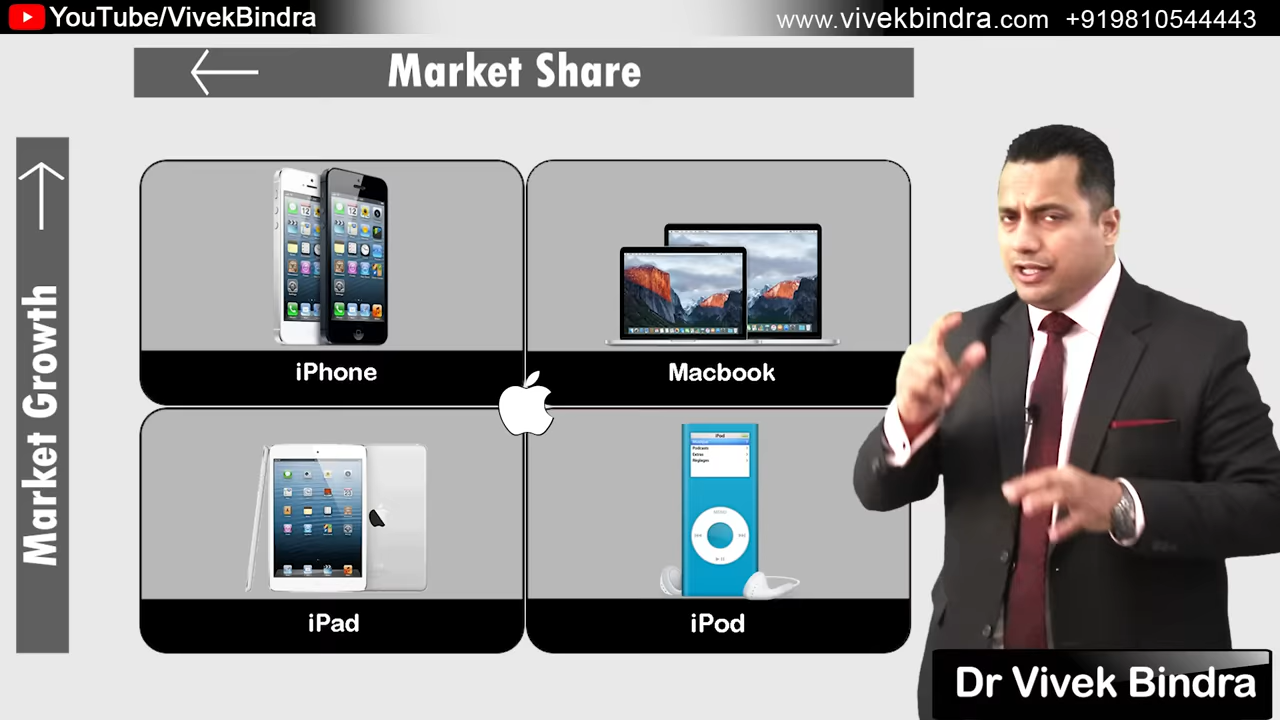 YouTube/VivekBindra
www.vivekbindra.com +919810544443
Market Share
Market Growth
iPhone
Macbook
iPad
iPod
Dr Vivek Bindra